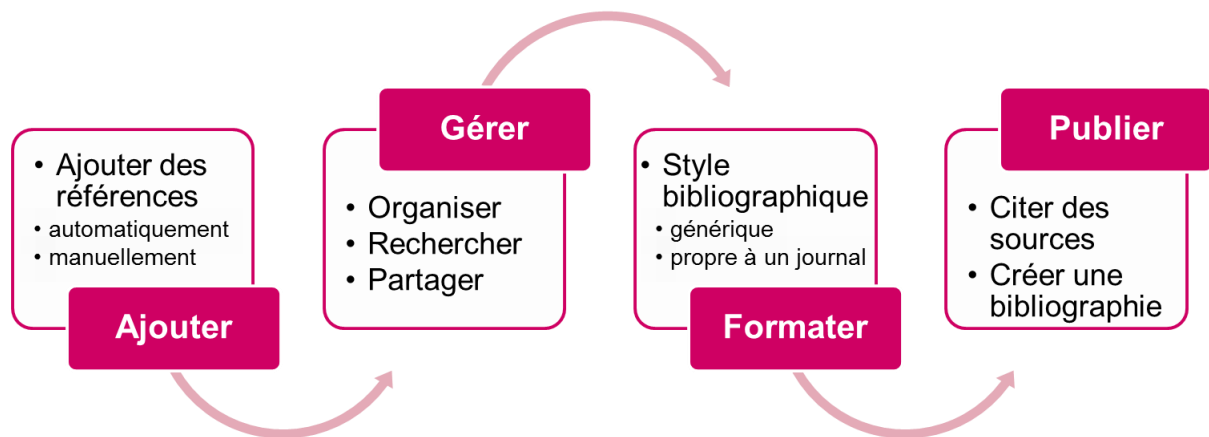 • Ajouter des
références
• automatiquement
• manuellement
Ajouter
Gérer
• Organiser
• Rechercher
• Partager
• Style
bibliographique
• générique
• propre à un journal
Formater
Publier
• Citer des
sources
• Créer une
bibliographie